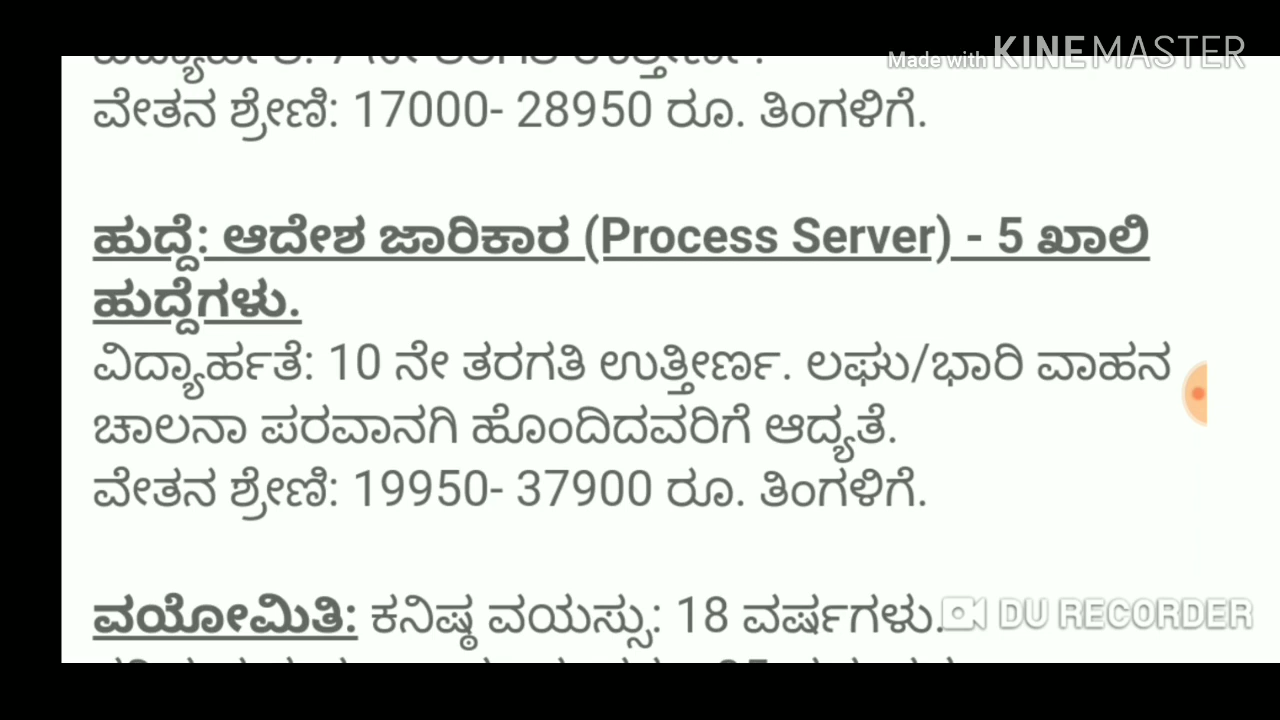 Made with KINEMASTER
ವೇತನ ಶ್ರೇಣಿ: 17000- 28950 ರೂ. ತಿಂಗಳಿಗೆ.
ಹುದ್ದೆ: ಆದೇಶ ಜಾರಿಕಾರ (Process Server) - 5 ಖಾಲಿ
ಹುದ್ದೆಗಳು.
ವಿದ್ಯಾರ್ಹತೆ: 10 ನೇ ತರಗತಿ ಉತ್ತೀರ್ಣ. ಲಘು/ಭಾರಿ ವಾಹನ
ಚಾಲನಾ ಪರವಾನಗಿ ಹೊಂದಿದವರಿಗೆ ಆದ್ಯತೆ.
ವೇತನ ಶ್ರೇಣಿ: 19950- 37900 ರೂ. ತಿಂಗಳಿಗೆ.
ವಯೋಮಿತಿ: ಕನಿಷ್ಠ ವಯಸ್ಸು: 18 ವರ್ಷಗಳು.
DU RECORDER